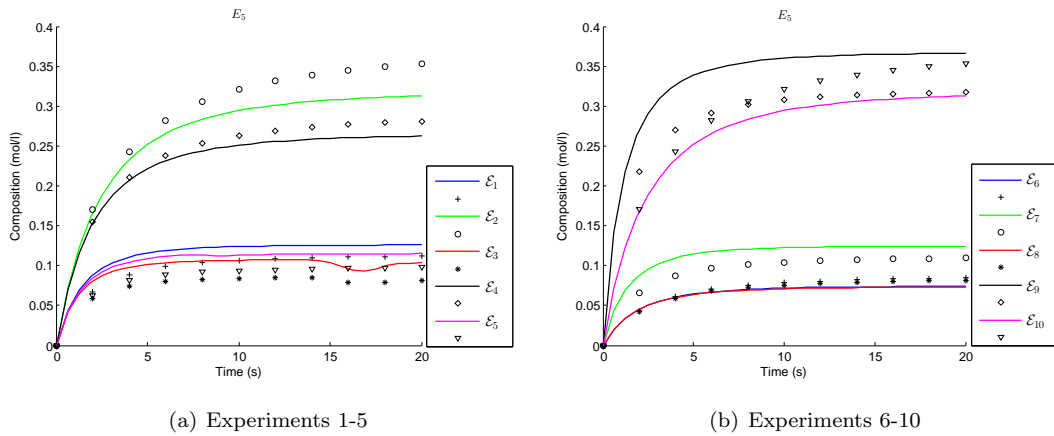 E₅
Composition (mol/l)
0.4
0.35
0.3
0.25
0.2
0.15
0.1
0.05
0
0
5
10
15
20
Time (s)
ℰ₁
ℰ₂
ℰ₃
ℰ₄
ℰ₅
(a) Experiments 1-5
E₅
Composition (mol/l)
0.4
0.35
0.3
0.25
0.2
0.15
0.1
0.05
0
0
5
10
15
20
Time (s)
ℰ₆
ℰ₇
ℰ₈
ℰ₉
ℰ₁₀
(b) Experiments 6-10